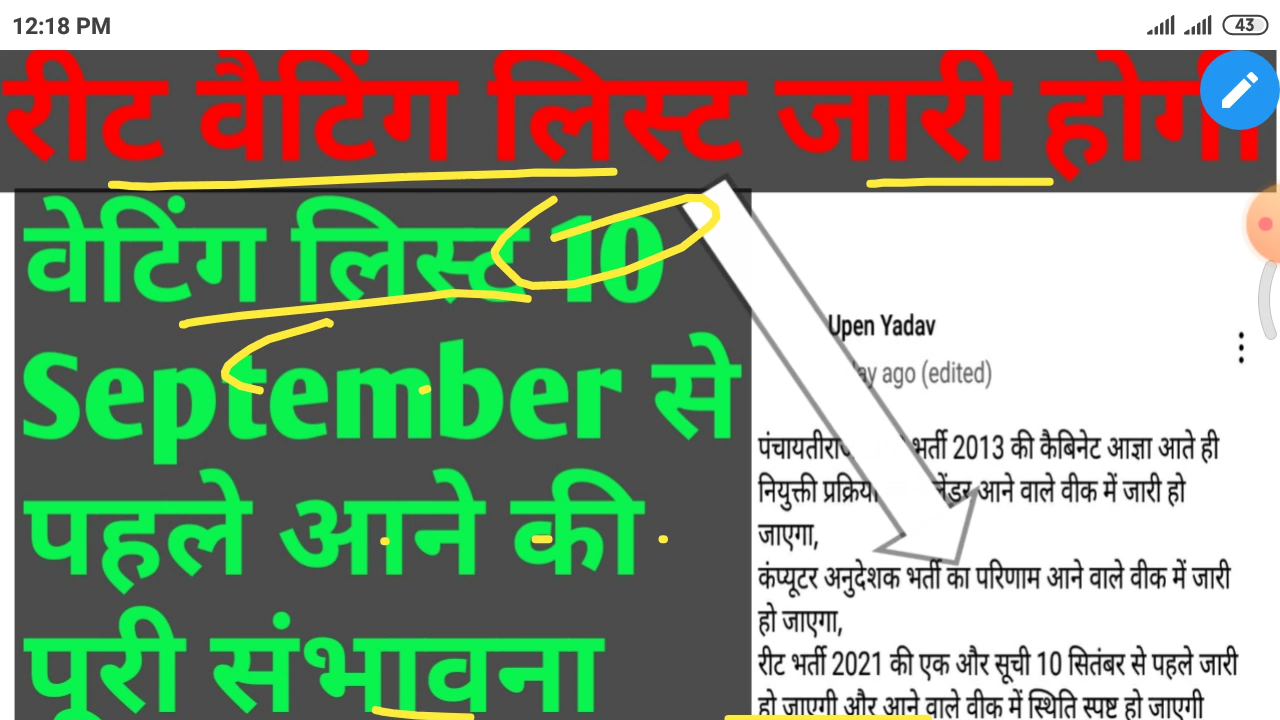 12:18 PM
43
रीट वैटिंग लिस्ट जारी होगी
वेटिंग लिस्ट 10
September से
पहले आने की
पूरी संभावना
Upen Yadav
ago (edited)
भर्ती 2013 की कैबिनेट आज्ञा आते ही
नियुक्ती प्रक्रिया आने वाले वीक में जारी हो
जाएगा,
कंप्यूटर अनुदेशक भर्ती का परिणाम आने वाले वीक में जारी
हो जाएगा,
रीट भर्ती 2021 की एक और सूची 10 सितंबर से पहले जारी
हो जाएगी और आने वाले वीक में स्थिति स्पष्ट हो जाएगी